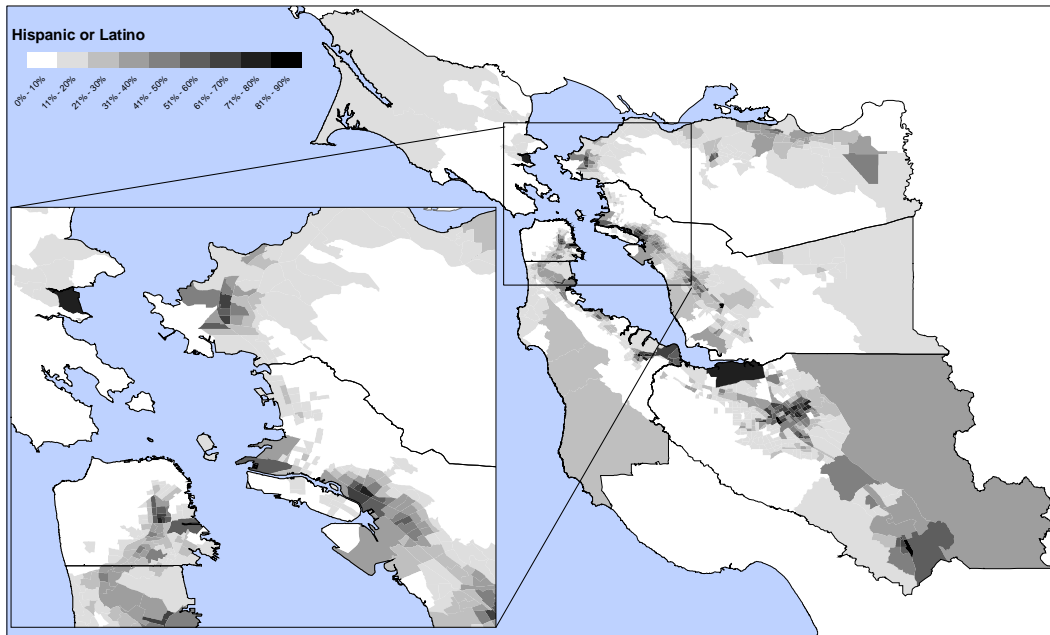 Hispanic or Latino
0% - 10%
11% - 20%
21% - 30%
31% - 40%
41% - 50%
51% - 60%
61% - 70%
71% - 80%
81% - 90%